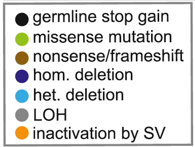 germline stop gain
missense mutation
nonsense/frameshift
hom. deletion
het. deletion
LOH
inactivation by SV